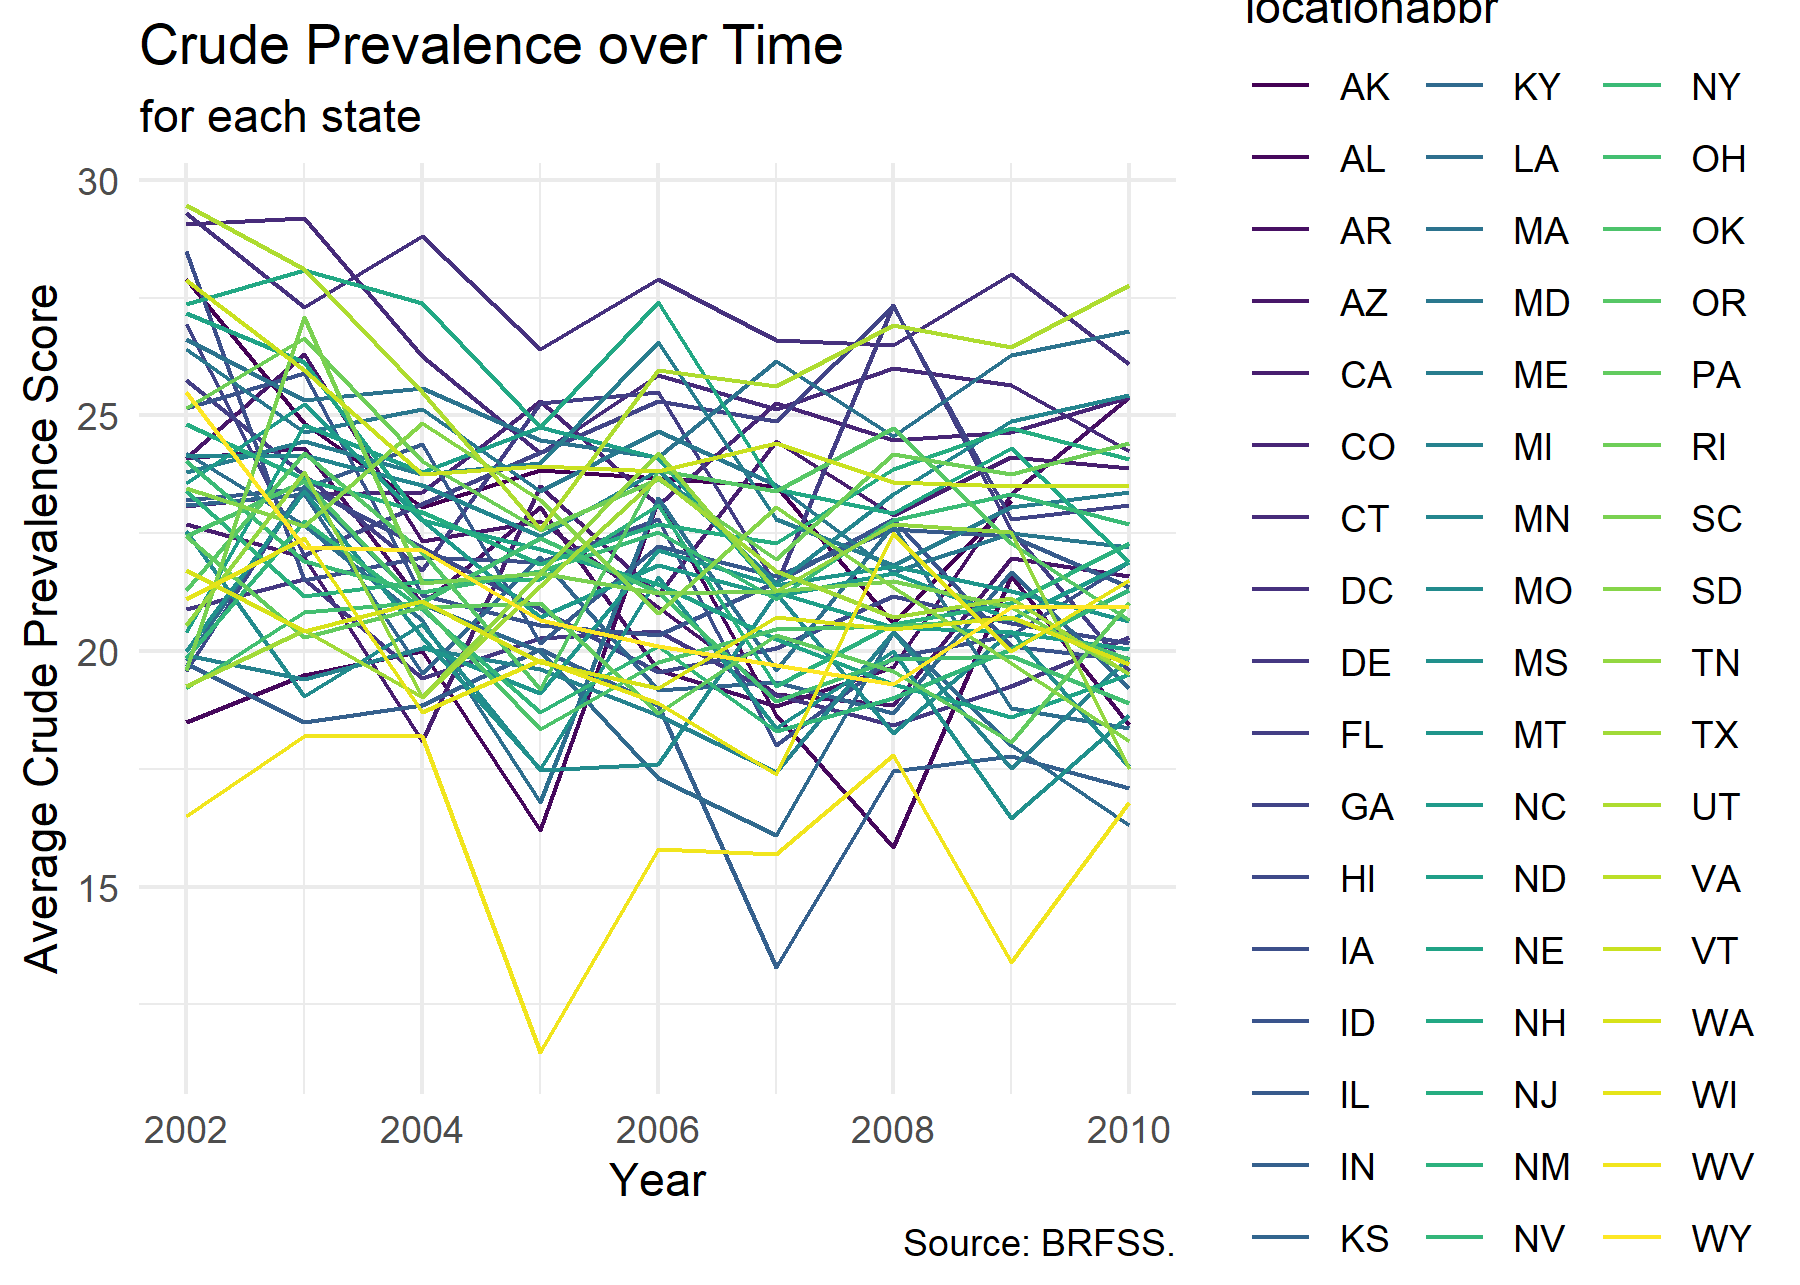 Crude Prevalence over Time
for each state
locationabbr
AK
AL
AR
AZ
CA
CO
CT
DC
DE
FL
GA
HI
IA
ID
IL
IN
KS
KY
LA
MA
MD
ME
MI
MN
MO
MS
MT
NC
ND
NE
NH
NJ
NM
NV
NY
OH
OK
OR
PA
RI
SC
SD
TN
TX
UT
VA
VT
WA
WI
WV
WY
Average Crude Prevalence Score
30
25
20
15
2002
2004
2006
2008
2010
Year
Source: BRFSS.